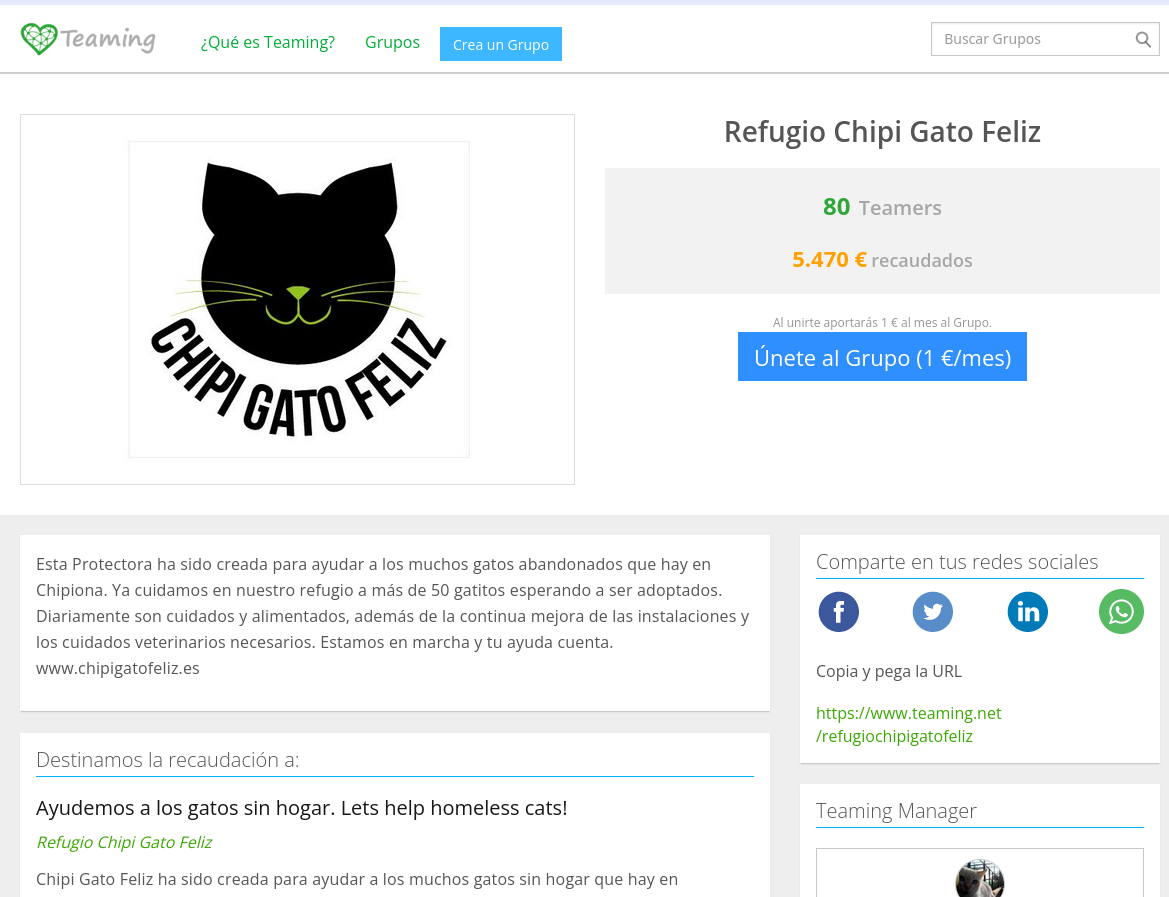 Teaming
¿Qué es Teaming?
Grupos
Crea un Grupo
Buscar Grupos
CHIPI GATO FELIZ
Refugio Chipi Gato Feliz
80 Teamers
5.470 € recaudados
Al unirte aportarás 1 € al mes al Grupo.
Únete al Grupo (1 €/mes)
Esta Protectora ha sido creada para ayudar a los muchos gatos abandonados que hay en
Chipiona. Ya cuidamos en nuestro refugio a más de 50 gatitos esperando a ser adoptados.
Diariamente son cuidados y alimentados, además de la continua mejora de las instalaciones y
los cuidados veterinarios necesarios. Estamos en marcha y tu ayuda cuenta.
www.chipigatofeliz.es
Destinamos la recaudación a:
Ayudemos a los gatos sin hogar. Lets help homeless cats!
Refugio Chipi Gato Feliz
Chipi Gato Feliz ha sido creada para ayudar a los muchos gatos sin hogar que hay en
Comparte en tus redes sociales
Copia y pega la URL
https://www.teaming.net
/refugiochipigatofeliz
Teaming Manager